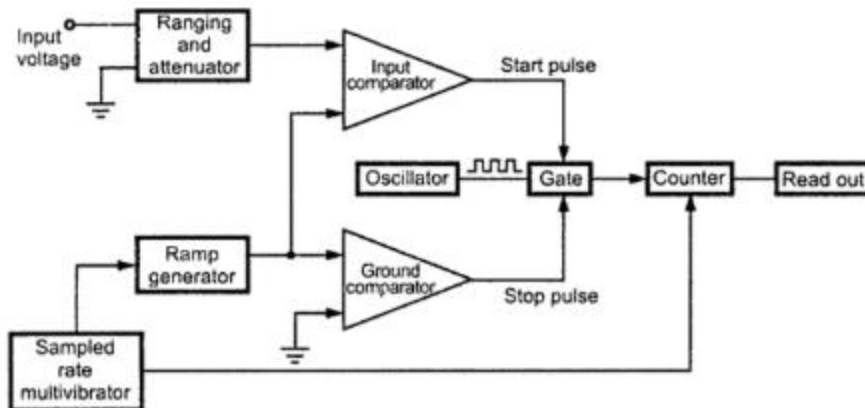 Input
voltage
Ranging
and
attenuator
Input
comparator
Start pulse
Oscillator
Gate
Counter
Read out
Ramp
generator
Ground
comparator
Stop pulse
Sampled
rate
multivibrator